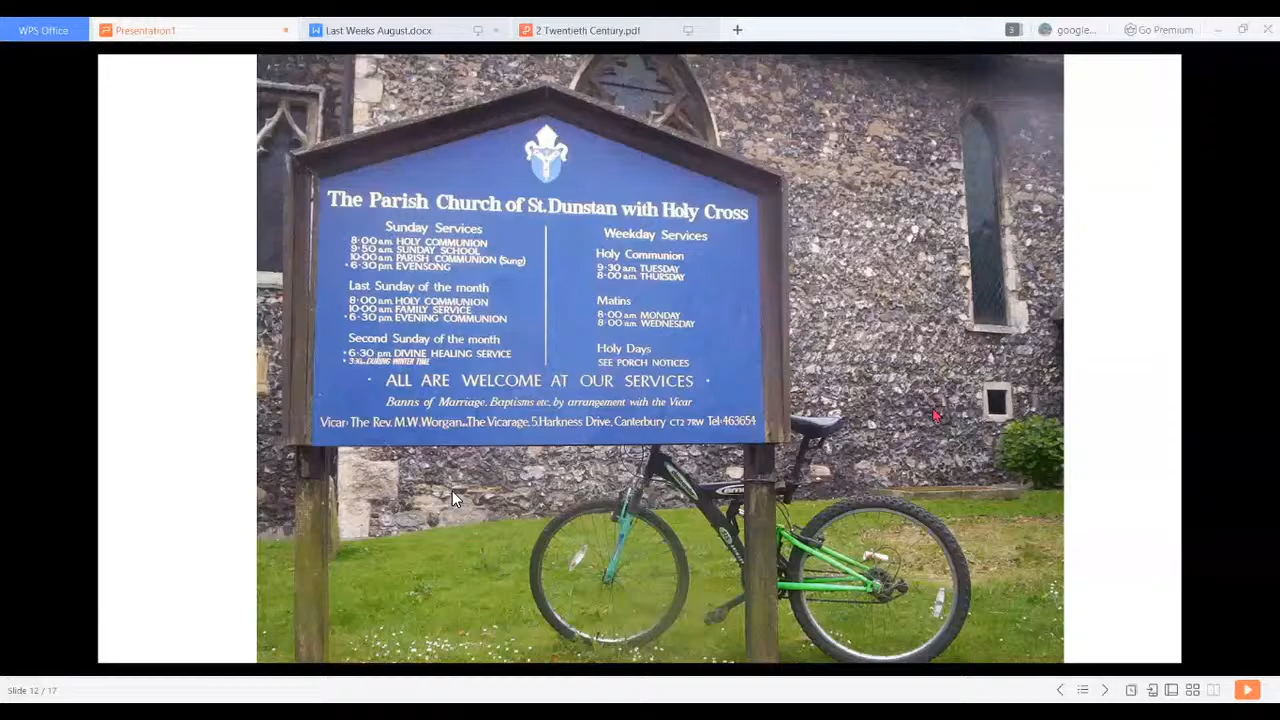 WPS Office
Presentation1
Last Weeks August.docx
2 Twentieth Century.pdf
3
google...
Go Premium
The Parish Church of St. Dunstan with Holy Cross
Sunday Services
8·00 a.m. HOLY COMMUNION
9·50 a.m. SUNDAY SCHOOL
10·00 a.m. PARISH COMMUNION (Sung)
·6·30 p.m. EVENSONG
Last Sunday of the month
8·00 a.m. HOLY COMMUNION
10·00 a.m. FAMILY SERVICE
·6·30 p.m. EVENING COMMUNION
Second Sunday of the month
·6·30 p.m. DIVINE HEALING SERVICE
DURING WINTER TIME
Weekday Services
Holy Communion
9·30 a.m. TUESDAY
8·00 a.m. THURSDAY
Matins
8·00 a.m. MONDAY
8·00 a.m. WEDNESDAY
Holy Days
SEE PORCH NOTICES
· ALL ARE WELCOME AT OUR SERVICES ·
Banns of Marriage, Baptisms etc. by arrangement with the Vicar
Vicar: The Rev. M.W. Worgan... The Vicarage, 5, Harkness Drive, Canterbury CT2 7RW Tel: 463654
Slide 12 / 17